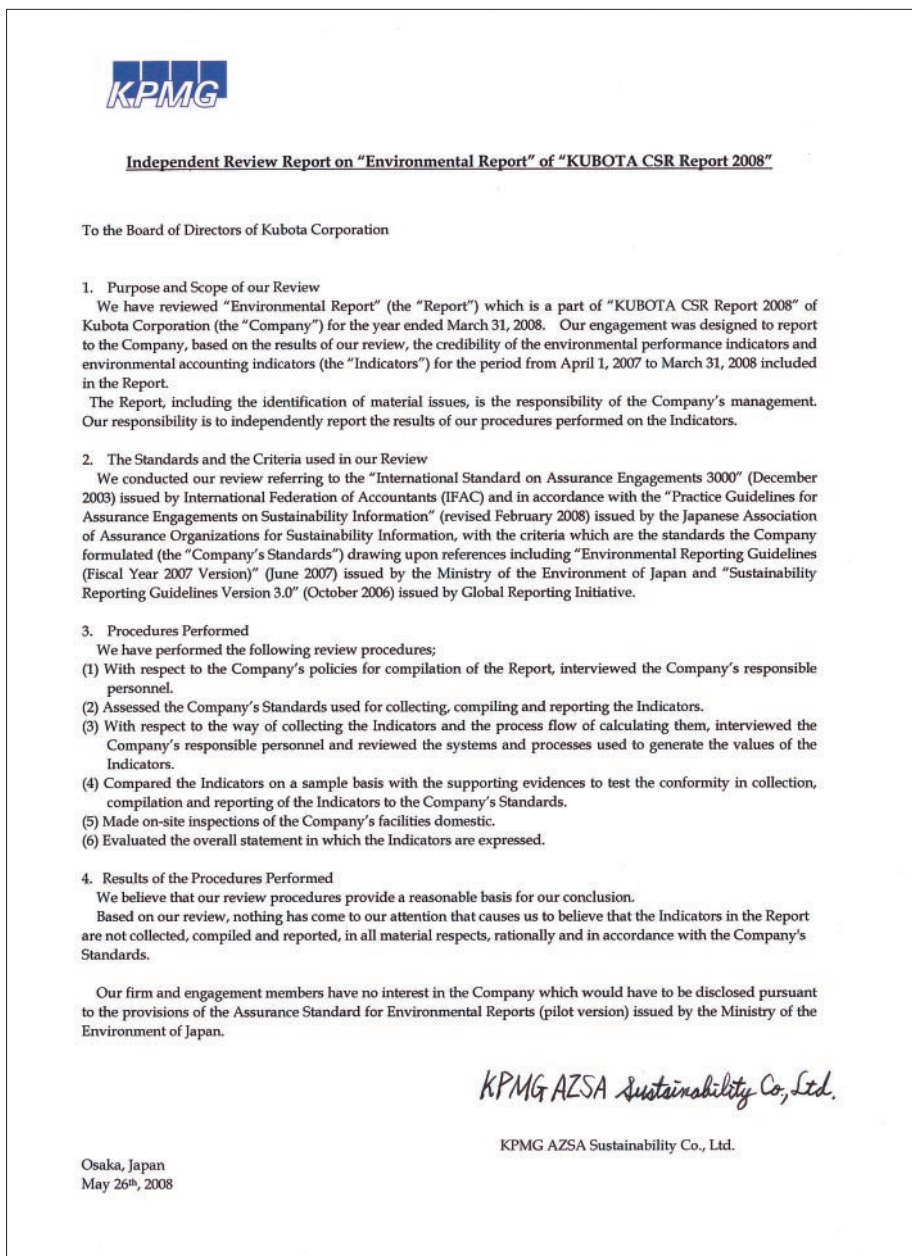 KPMG
Independent Review Report on “Environmental Report” of “KUBOTA CSR Report 2008”
To the Board of Directors of Kubota Corporation
1. Purpose and Scope of our Review
We have reviewed “Environmental Report” (the “Report”) which is a part of “KUBOTA CSR Report 2008” of
Kubota Corporation (the “Company”) for the year ended March 31, 2008. Our engagement was designed to report
to the Company, based on the results of our review, the credibility of the environmental performance indicators and
environmental accounting indicators (the “Indicators”) for the period from April 1, 2007 to March 31, 2008 included
in the Report.
The Report, including the identification of material issues, is the responsibility of the Company’s management.
Our responsibility is to independently report the results of our procedures performed on the Indicators.
2. The Standards and the Criteria used in our Review
We conducted our review referring to the “International Standard on Assurance Engagements 3000” (December
2003) issued by International Federation of Accountants (IFAC) and in accordance with the “Practice Guidelines for
Assurance Engagements on Sustainability Information” (revised February 2008) issued by the Japanese Association
of Assurance Organizations for Sustainability Information, with the criteria which are the standards the Company
formulated (the “Company’s Standards”) drawing upon references including “Environmental Reporting Guidelines
(Fiscal Year 2007 Version)” (June 2007) issued by the Ministry of the Environment of Japan and “Sustainability
Reporting Guidelines Version 3.0” (October 2006) issued by Global Reporting Initiative.
3. Procedures Performed
We have performed the following review procedures;
(1) With respect to the Company’s policies for compilation of the Report, interviewed the Company’s responsible
personnel.
(2) Assessed the Company’s Standards used for collecting, compiling and reporting the Indicators.
(3) With respect to the way of collecting the Indicators and the process flow of calculating them, interviewed the
Company’s responsible personnel and reviewed the systems and processes used to generate the values of the
Indicators.
(4) Compared the Indicators on a sample basis with the supporting evidences to test the conformity in collection,
compilation and reporting of the Indicators to the Company’s Standards.
(5) Made on-site inspections of the Company’s facilities domestic.
(6) Evaluated the overall statement in which the Indicators are expressed.
4. Results of the Procedures Performed
We believe that our review procedures provide a reasonable basis for our conclusion.
Based on our review, nothing has come to our attention that causes us to believe that the Indicators in the Report
are not collected, compiled and reported, in all material respects, rationally and in accordance with the Company's
Standards.
Our firm and engagement members have no interest in the Company which would have to be disclosed pursuant
to the provisions of the Assurance Standard for Environmental Reports (pilot version) issued by the Ministry of the
Environment of Japan.
KPMG AZSA Sustainability Co., Ltd.
KPMG AZSA Sustainability Co., Ltd.
Osaka, Japan
May 26th, 2008